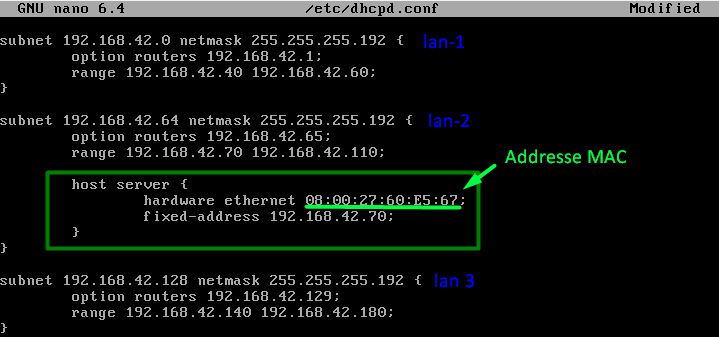 GNU nano 6.4 /etc/dhcpd.conf Modified
subnet 192.168.42.0 netmask 255.255.255.192 { lan-1
option routers 192.168.42.1;
range 192.168.42.40 192.168.42.60;
}
subnet 192.168.42.64 netmask 255.255.255.192 { lan-2
option routers 192.168.42.65;
range 192.168.42.70 192.168.42.110;
Addresse MAC
host server {
hardware ethernet 08:00:27:60:E5:67;
fixed-address 192.168.42.70;
}
}
subnet 192.168.42.128 netmask 255.255.255.192 { lan 3
option routers 192.168.42.129;
range 192.168.42.140 192.168.42.180;
}